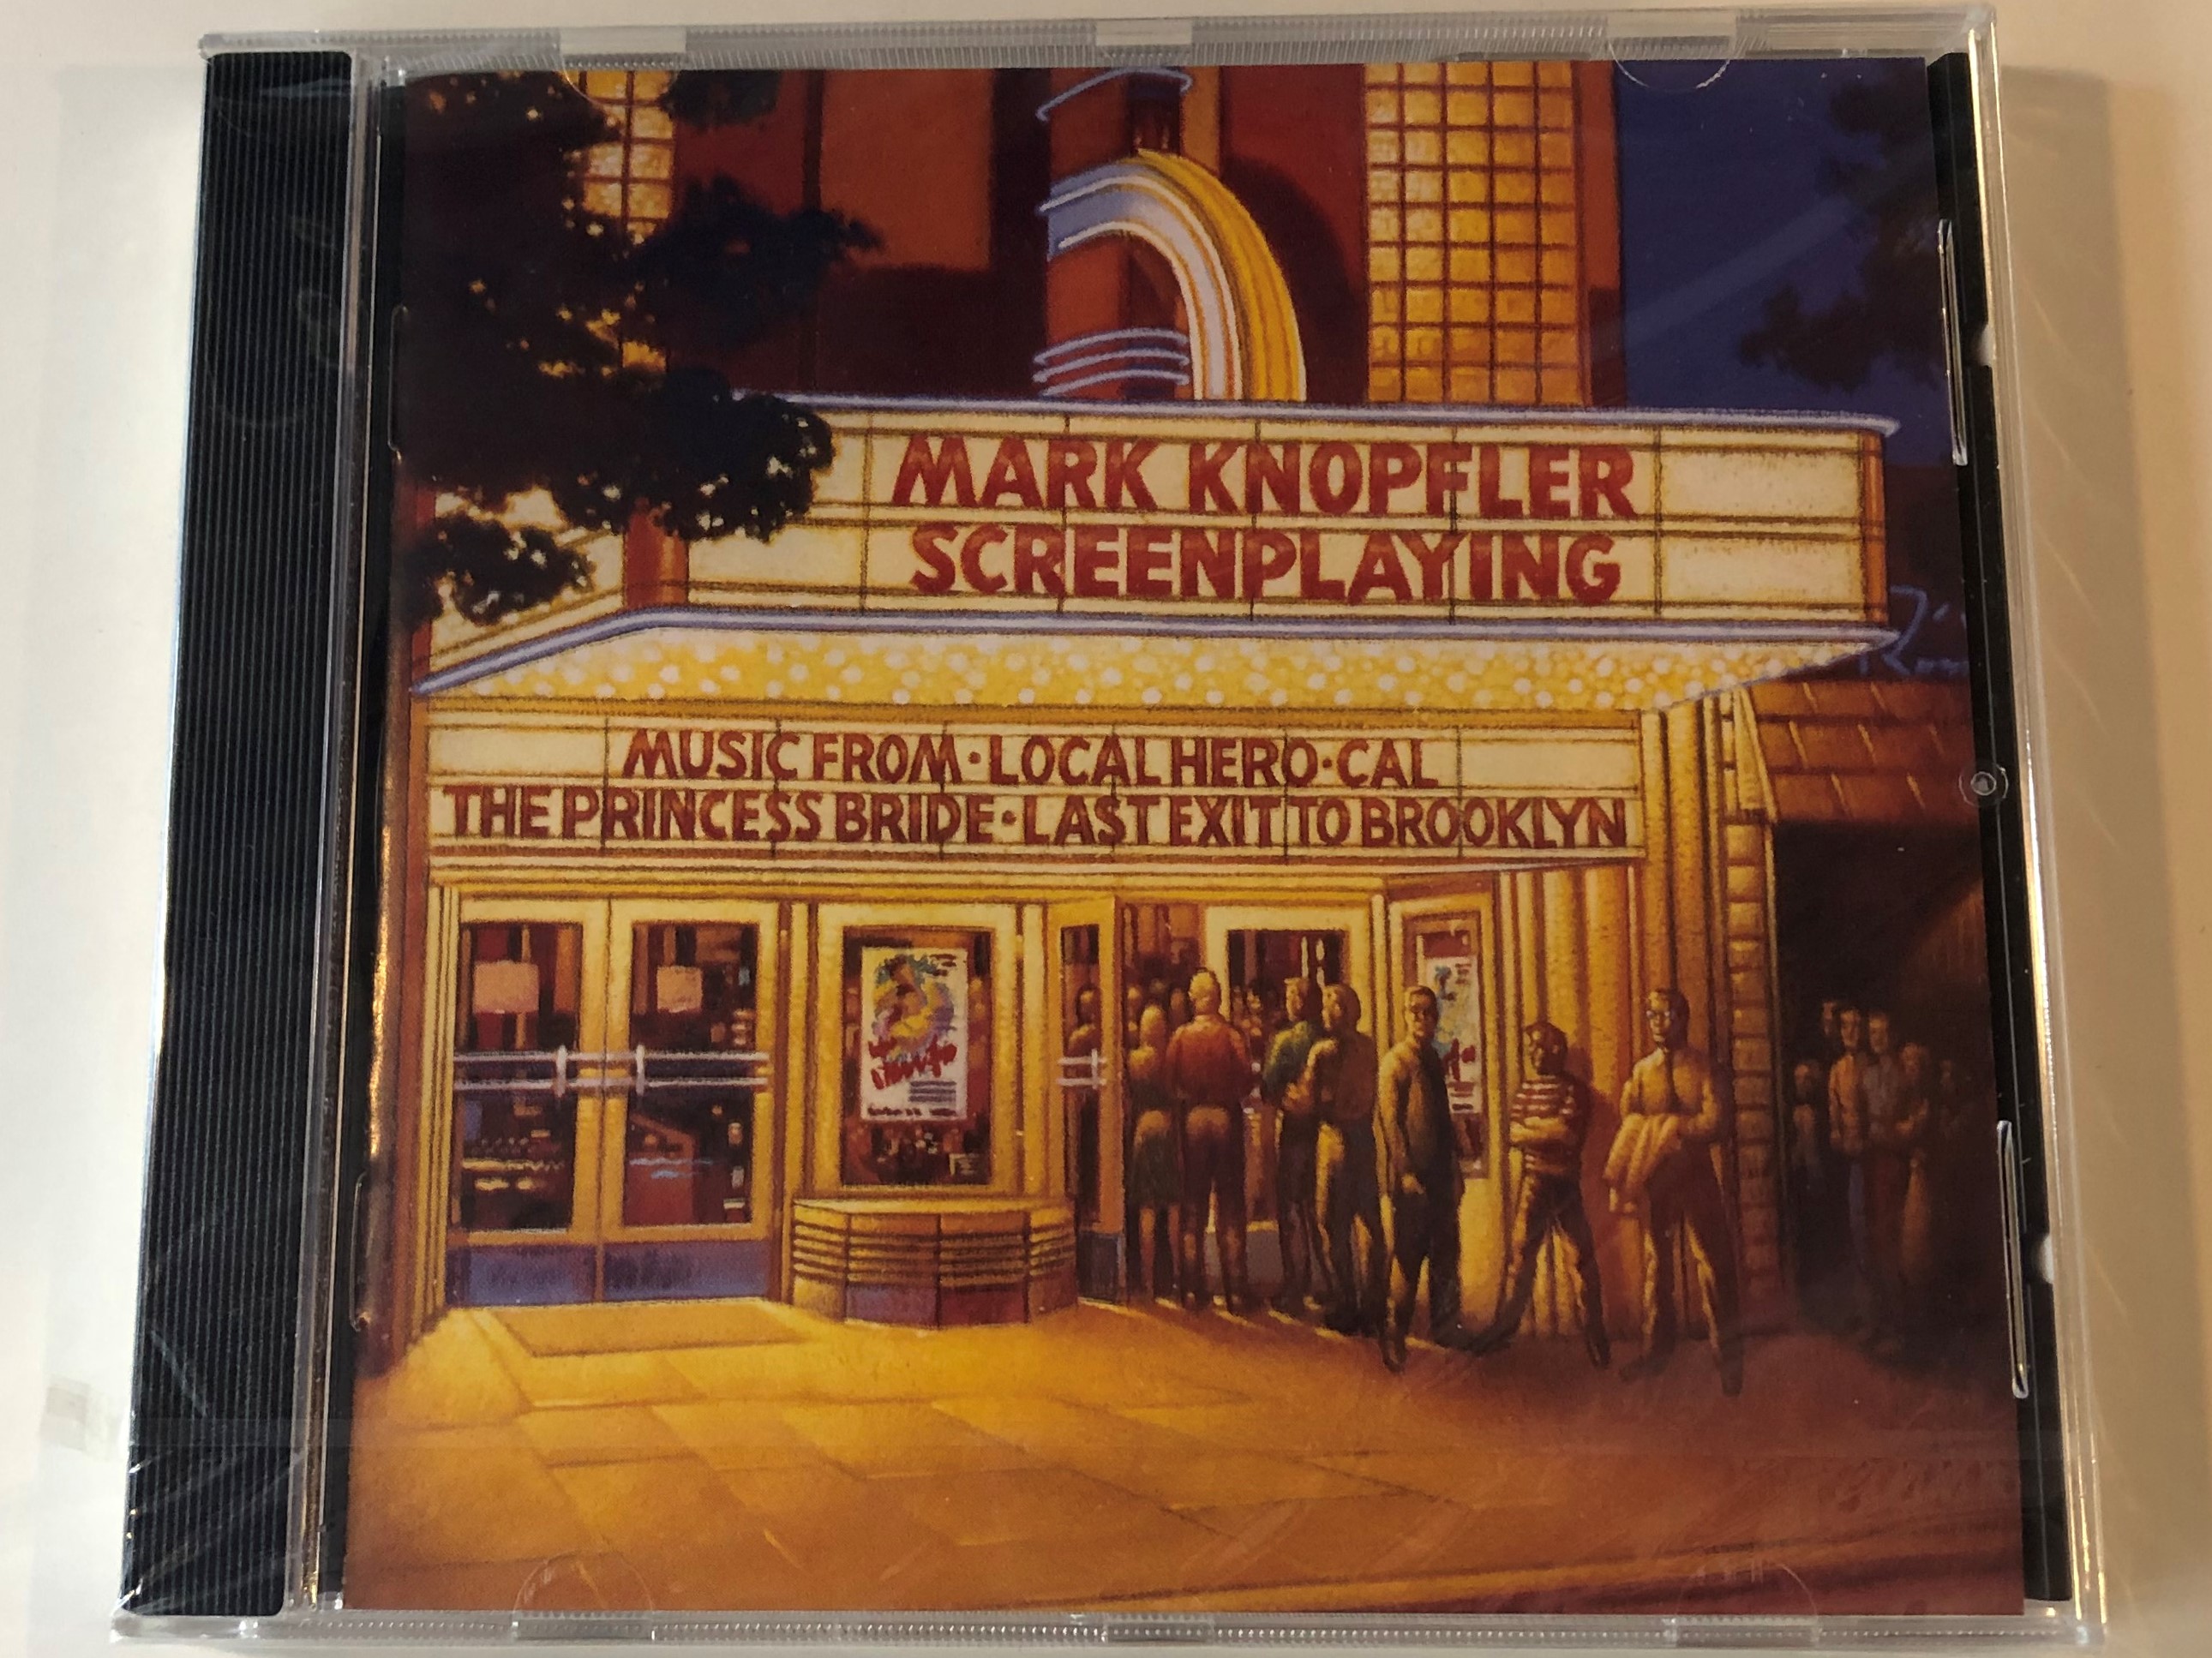 MARK KNOPFLER
SCREENPLAYING
MUSIC FROM · LOCAL HERO · CAL
THE PRINCESS BRIDE · LAST EXIT TO BROOKLYN